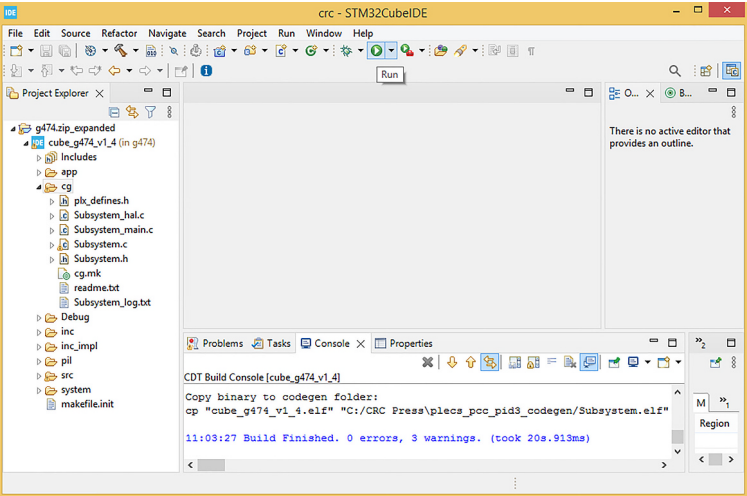 IDE
crc - STM32CubeIDE
File Edit Source Refactor Navigate Search Project Run Window Help
Run
Project Explorer
O...
B...
g474.zip_expanded
IDE cube_g474_v1_4 (in g474)
Includes
app
cg
.h plx_defines.h
.c Subsystem_hal.c
.c Subsystem_main.c
.c Subsystem.c
.h Subsystem.h
cg.mk
readme.txt
Subsystem_log.txt
Debug
inc
inc_impl
pil
src
system
makefile.init
There is no active editor that
provides an outline.
Problems Tasks Console Properties
CDT Build Console [cube_g474_v1_4]
Copy binary to codegen folder:
cp "cube_g474_v1_4.elf" "C:/CRC Press\plecs_pcc_pid3_codegen/Subsystem.elf"
11:03:27 Build Finished. 0 errors, 3 warnings. (took 20s.913ms)
»2
M »1
Region